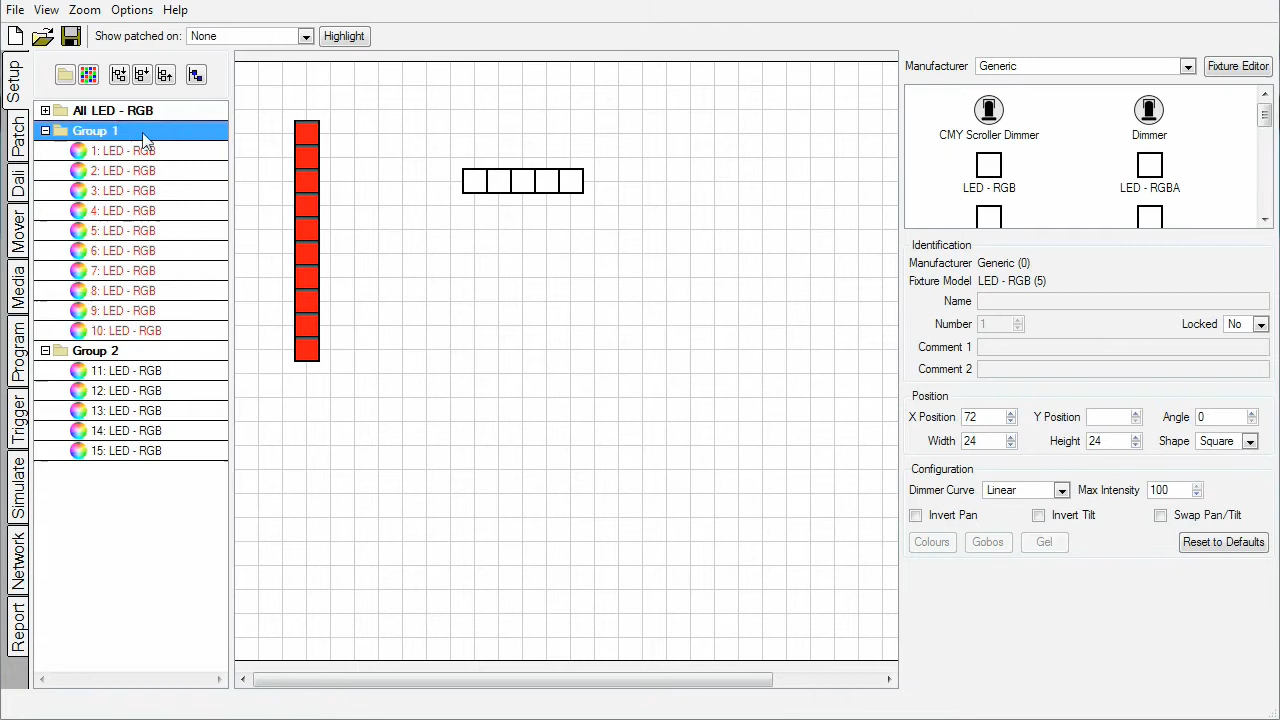 File View Zoom Options Help
Show patched on: None Highlight
Setup
Patch
Dali
Mover
Media
Program
Trigger
Simulate
Network
Report
All LED - RGB
Group 1
1: LED - RGB
2: LED - RGB
3: LED - RGB
4: LED - RGB
5: LED - RGB
6: LED - RGB
7: LED - RGB
8: LED - RGB
9: LED - RGB
10: LED - RGB
Group 2
11: LED - RGB
12: LED - RGB
13: LED - RGB
14: LED - RGB
15: LED - RGB
Manufacturer Generic Fixture Editor
CMY Scroller Dimmer Dimmer
LED - RGB LED - RGBA
Identification
Manufacturer Generic (0)
Fixture Model LED - RGB (5)
Name
Number 1 Locked No
Comment 1
Comment 2
Position
X Position 72 Y Position Angle 0
Width 24 Height 24 Shape Square
Configuration
Dimmer Curve Linear Max Intensity 100
Invert Pan Invert Tilt Swap Pan/Tilt
Colours Gobos Gel Reset to Defaults